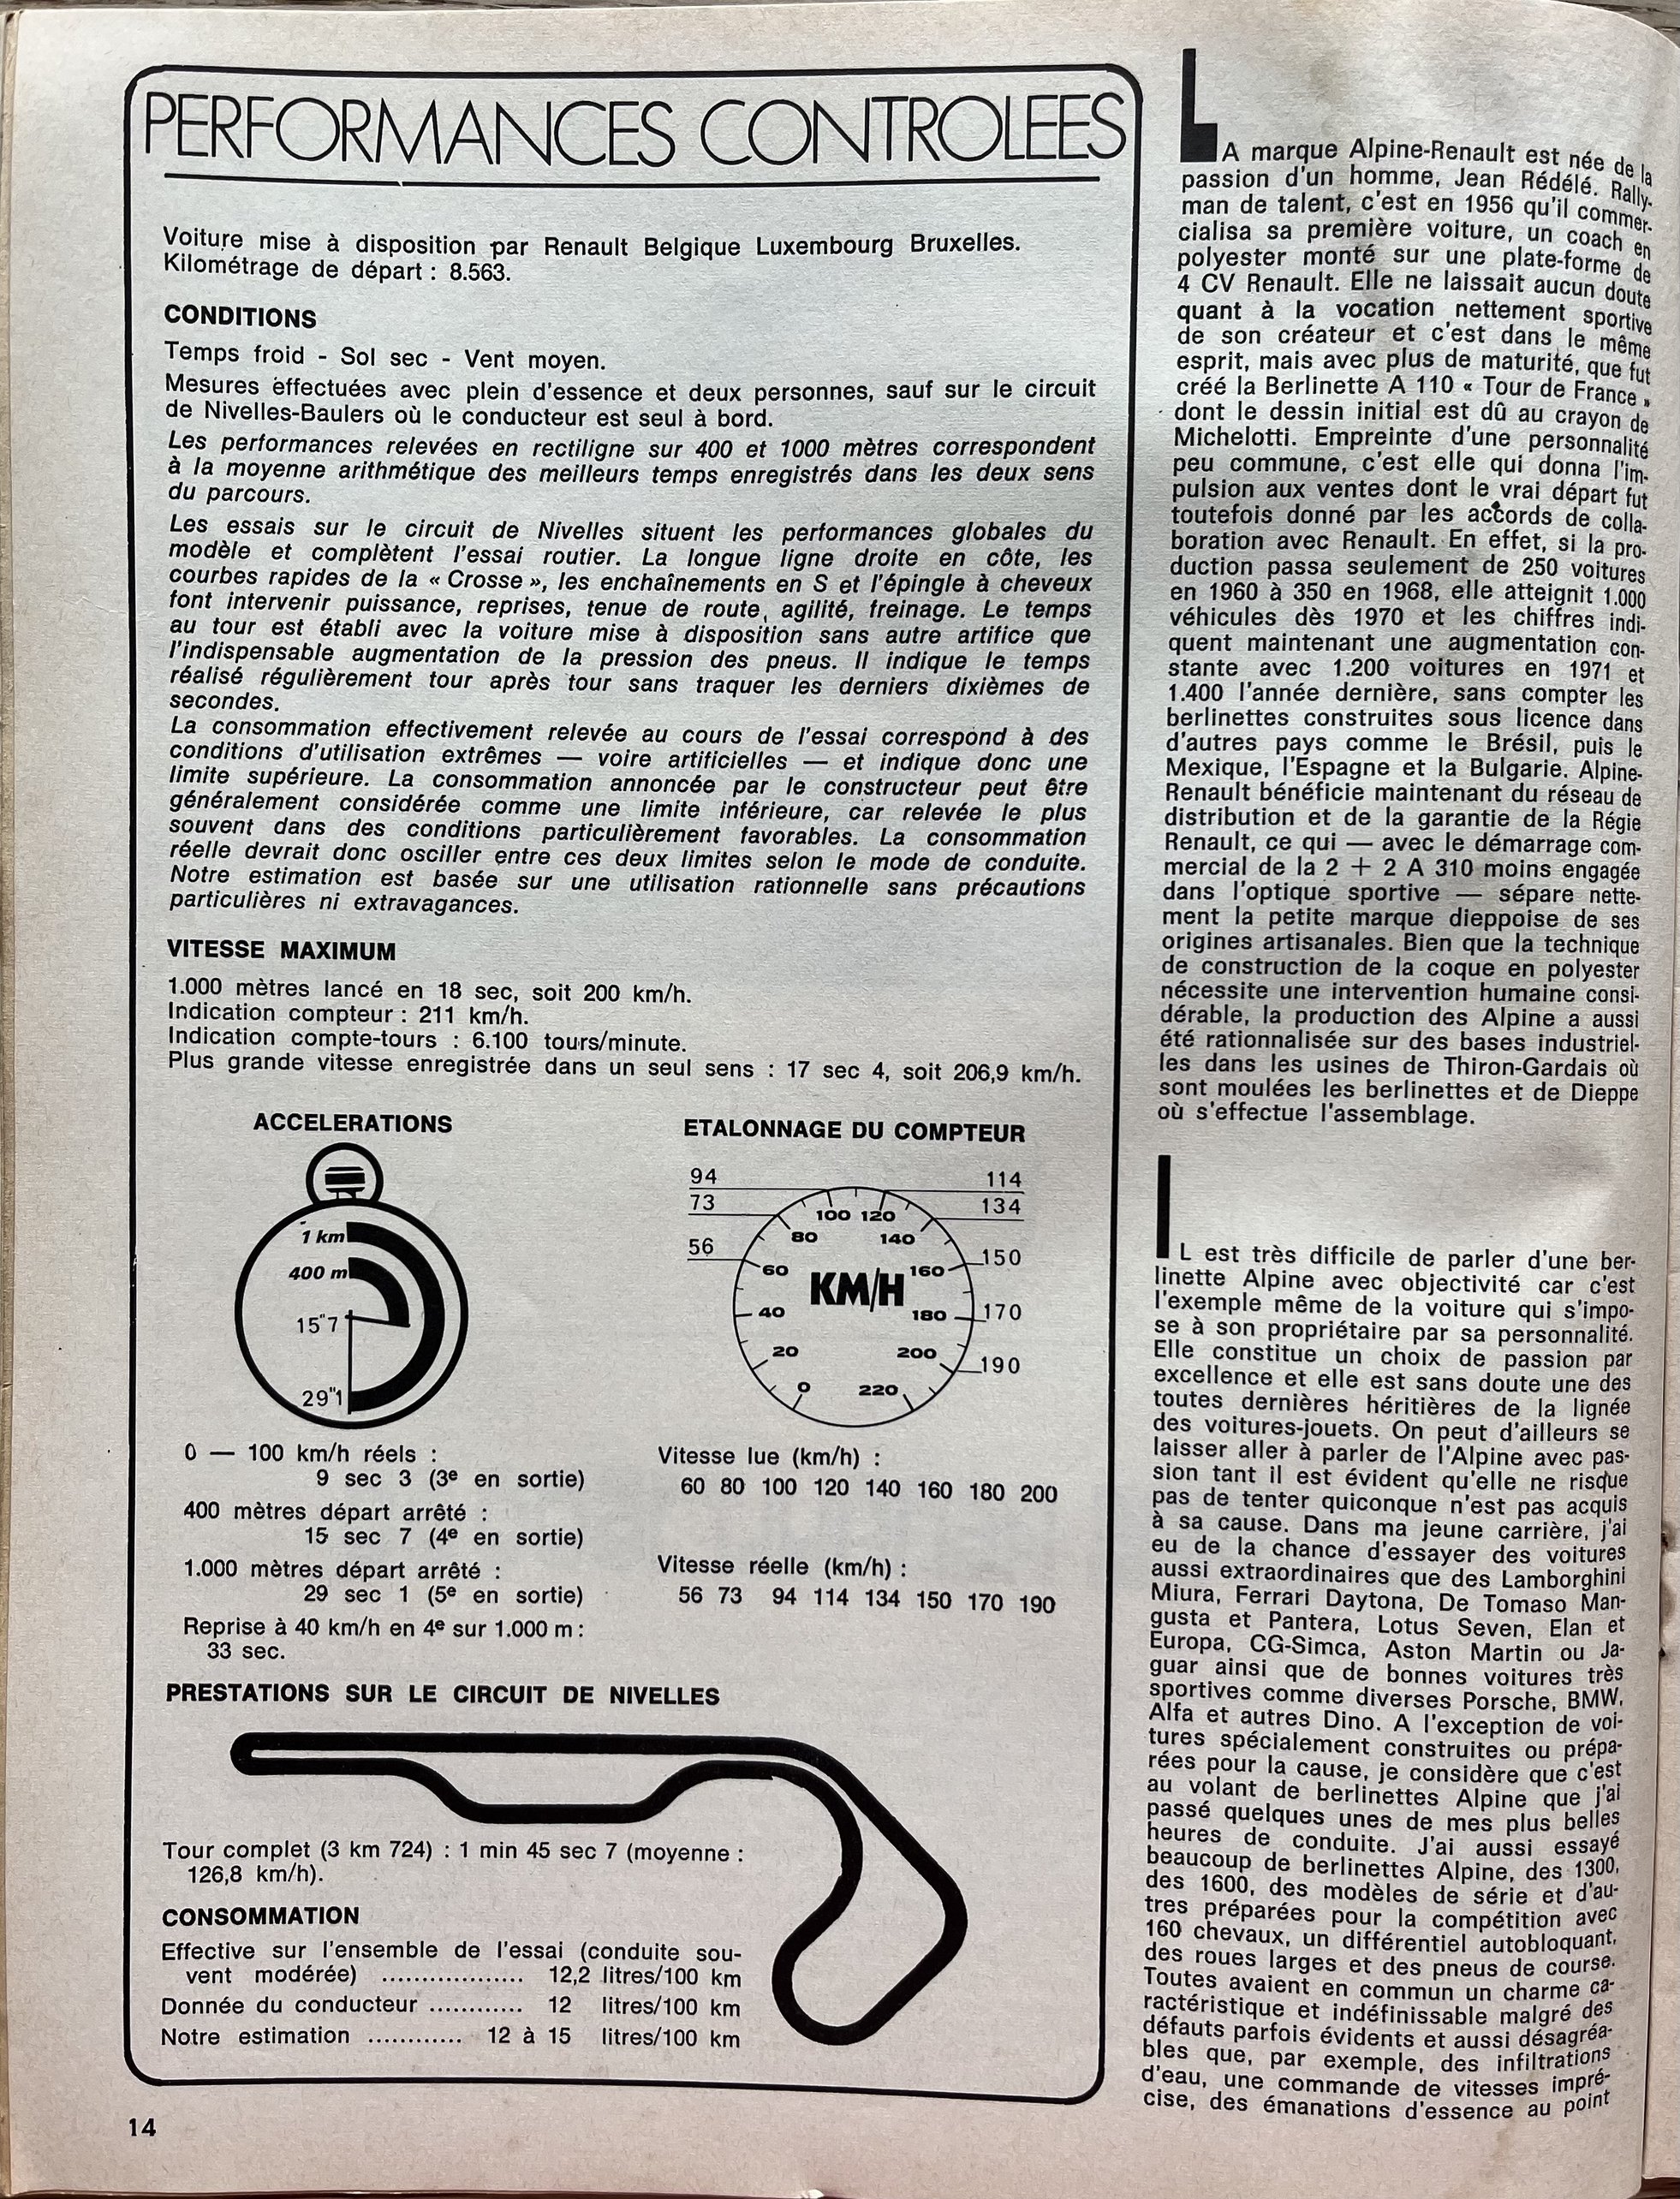 PERFORMANCES CONTROLEES
Voiture mise à disposition par Renault Belgique Luxembourg Bruxelles.
Kilométrage de départ : 8.563.
CONDITIONS
Temps froid - Sol sec - Vent moyen.
Mesures effectuées avec plein d'essence et deux personnes, sauf sur le circuit
de Nivelles-Baulers où le conducteur est seul à bord.
Les performances relevées en rectiligne sur 400 et 1000 mètres correspondent
à la moyenne arithmétique des meilleurs temps enregistrés dans les deux sens
du parcours.
Les essais sur le circuit de Nivelles situent les performances globales du
modèle et complètent l'essai routier. La longue ligne droite en côte, les
courbes rapides de la « Crosse », les enchaînements en S et l'épingle à cheveux
font intervenir puissance, reprises, tenue de route, agilité, freinage. Le temps
au tour est établi avec la voiture mise à disposition sans autre artifice que
l'indispensable augmentation de la pression des pneus. Il indique le temps
réalisé régulièrement tour après tour sans traquer les derniers dixièmes de
secondes.
La consommation effectivement relevée au cours de l'essai correspond à des
conditions d'utilisation extrêmes — voire artificielles — et indique donc une
limite supérieure. La consommation annoncée par le constructeur peut être
généralement considérée comme une limite inférieure, car relevée le plus
souvent dans des conditions particulièrement favorables. La consommation
réelle devrait donc osciller entre ces deux limites selon le mode de conduite.
Notre estimation est basée sur une utilisation rationnelle sans précautions
particulières ni extravagances.
VITESSE MAXIMUM
1.000 mètres lancé en 18 sec, soit 200 km/h.
Indication compteur : 211 km/h.
Indication compte-tours : 6.100 tours/minute.
Plus grande vitesse enregistrée dans un seul sens : 17 sec 4, soit 206,9 km/h.
ACCELERATIONS
1 km
400 m
15"7
29"1
0 — 100 km/h réels :
9 sec 3 (3e en sortie)
400 mètres départ arrêté :
15 sec 7 (4e en sortie)
1.000 mètres départ arrêté :
29 sec 1 (5e en sortie)
Reprise à 40 km/h en 4e sur 1.000 m :
33 sec.
ETALONNAGE DU COMPTEUR
94 114
73 134
100 120
80 140
56 150
60 160
KM/H
40 180 170
20 200 190
0 220
Vitesse lue (km/h) :
60 80 100 120 140 160 180 200
Vitesse réelle (km/h) :
56 73 94 114 134 150 170 190
PRESTATIONS SUR LE CIRCUIT DE NIVELLES
Tour complet (3 km 724) : 1 min 45 sec 7 (moyenne :
126,8 km/h).
CONSOMMATION
Effective sur l'ensemble de l'essai (conduite sou-
vent modérée) .................. 12,2 litres/100 km
Donnée du conducteur ............ 12 litres/100 km
Notre estimation ............ 12 à 15 litres/100 km
14
LA marque Alpine-Renault est née de la
passion d'un homme, Jean Rédélé. Rally-
man de talent, c'est en 1956 qu'il commer-
cialisa sa première voiture, un coach en
polyester monté sur une plate-forme de
4 CV Renault. Elle ne laissait aucun doute
quant à la vocation nettement sportive
de son créateur et c'est dans le même
esprit, mais avec plus de maturité, que fut
créé la Berlinette A 110 « Tour de France »
dont le dessin initial est dû au crayon de
Michelotti. Empreinte d'une personnalité
peu commune, c'est elle qui donna l'im-
pulsion aux ventes dont le vrai départ fut
toutefois donné par les accords de colla-
boration avec Renault. En effet, si la pro-
duction passa seulement de 250 voitures
en 1960 à 350 en 1968, elle atteignit 1.000
véhicules dès 1970 et les chiffres indi-
quent maintenant une augmentation con-
stante avec 1.200 voitures en 1971 et
1.400 l'année dernière, sans compter les
berlinettes construites sous licence dans
d'autres pays comme le Brésil, puis le
Mexique, l'Espagne et la Bulgarie. Alpine-
Renault bénéficie maintenant du réseau de
distribution et de la garantie de la Régie
Renault, ce qui — avec le démarrage com-
mercial de la 2 + 2 A 310 moins engagée
dans l'optique sportive — sépare nette-
ment la petite marque dieppoise de ses
origines artisanales. Bien que la technique
de construction de la coque en polyester
nécessite une intervention humaine consi-
dérable, la production des Alpine a aussi
été rationnalisée sur des bases industriel-
les dans les usines de Thiron-Gardais où
sont moulées les berlinettes et de Dieppe
où s'effectue l'assemblage.
IL est très difficile de parler d'une ber-
linette Alpine avec objectivité car c'est
l'exemple même de la voiture qui s'impo-
se à son propriétaire par sa personnalité.
Elle constitue un choix de passion par
excellence et elle est sans doute une des
toutes dernières héritières de la lignée
des voitures-jouets. On peut d'ailleurs se
laisser aller à parler de l'Alpine avec pas-
sion tant il est évident qu'elle ne risque
pas de tenter quiconque n'est pas acquis
à sa cause. Dans ma jeune carrière, j'ai
eu de la chance d'essayer des voitures
aussi extraordinaires que des Lamborghini
Miura, Ferrari Daytona, De Tomaso Man-
gusta et Pantera, Lotus Seven, Elan et
Europa, CG-Simca, Aston Martin ou Ja-
guar ainsi que de bonnes voitures très
sportives comme diverses Porsche, BMW,
Alfa et autres Dino. A l'exception de voi-
tures spécialement construites ou prépa-
rées pour la cause, je considère que c'est
au volant de berlinettes Alpine que j'ai
passé quelques unes de mes plus belles
heures de conduite. J'ai aussi essayé
beaucoup de berlinettes Alpine, des 1300,
des 1600, des modèles de série et d'au-
tres préparées pour la compétition avec
160 chevaux, un différentiel autobloquant,
des roues larges et des pneus de course.
Toutes avaient en commun un charme ca-
ractéristique et indéfinissable malgré des
défauts parfois évidents et aussi désagréa-
bles que, par exemple, des infiltrations
d'eau, une commande de vitesses impré-
cise, des émanations d'essence au point